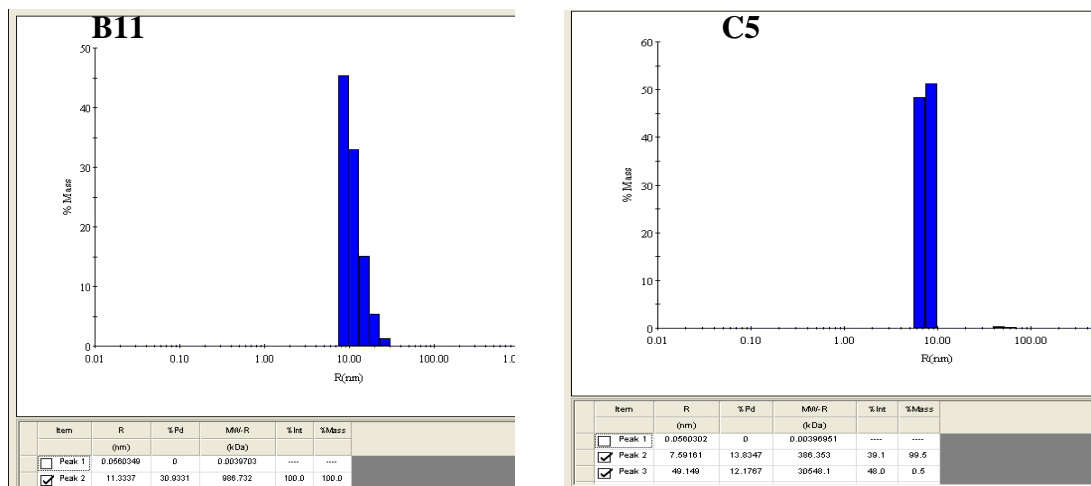 B11
50
40
30
20
10
0
% Mass
0.01 0.10 1.00 10.00 100.00
R(nm)
Item R %Pd MW-R %Int %Mass
(nm) (kDa)
Peak 1 0.0560349 0 0.0039703 ---- ----
Peak 2 11.3337 30.9331 986.732 100.0 100.0
C5
60
50
40
30
20
10
0
% Mass
0.01 0.10 1.00 10.00 100.00
R(nm)
Item R %Pd MW-R %Int %Mass
(nm) (kDa)
Peak 1 0.0560302 0 0.00396951 ---- ----
Peak 2 7.59161 13.8347 386.353 39.1 99.5
Peak 3 49.149 12.1767 30548.1 48.0 0.5